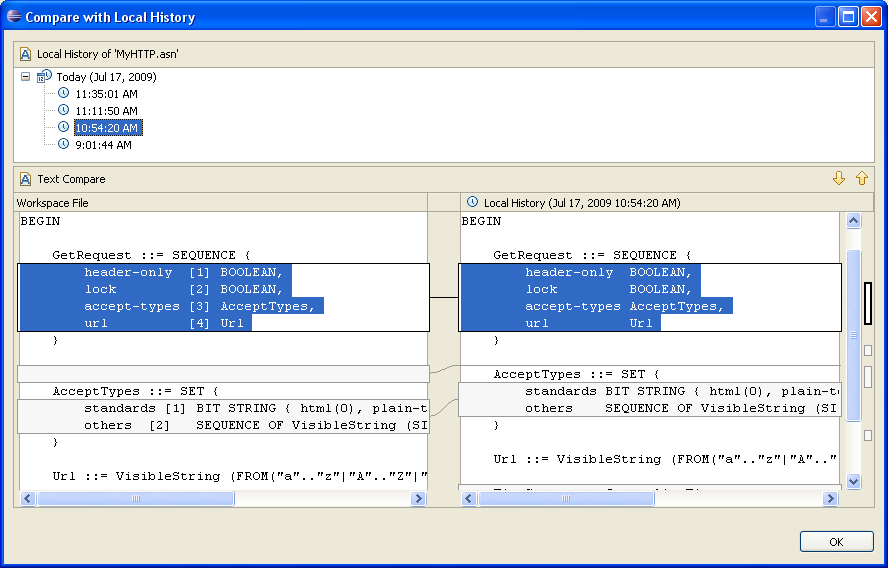 Compare with Local History
Local History of 'MyHTTP.asn'
Today (Jul 17, 2009)
11:35:01 AM
11:11:50 AM
10:54:20 AM
9:01:44 AM
Text Compare
Workspace File
BEGIN
GetRequest ::= SEQUENCE {
header-only [1] BOOLEAN,
lock [2] BOOLEAN,
accept-types [3] AcceptTypes,
url [4] Url
}
AcceptTypes ::= SET {
standards [1] BIT STRING { html(0), plain-t
others [2] SEQUENCE OF VisibleString (SI
}
Url ::= VisibleString (FROM("a".."z"|"A".."Z"|"
Local History (Jul 17, 2009 10:54:20 AM)
BEGIN
GetRequest ::= SEQUENCE {
header-only BOOLEAN,
lock BOOLEAN,
accept-types AcceptTypes,
url Url
}
AcceptTypes ::= SET {
standards BIT STRING { html(0), plain-t
others SEQUENCE OF VisibleString (SI
}
Url ::= VisibleString (FROM("a".."z"|"A".."
OK